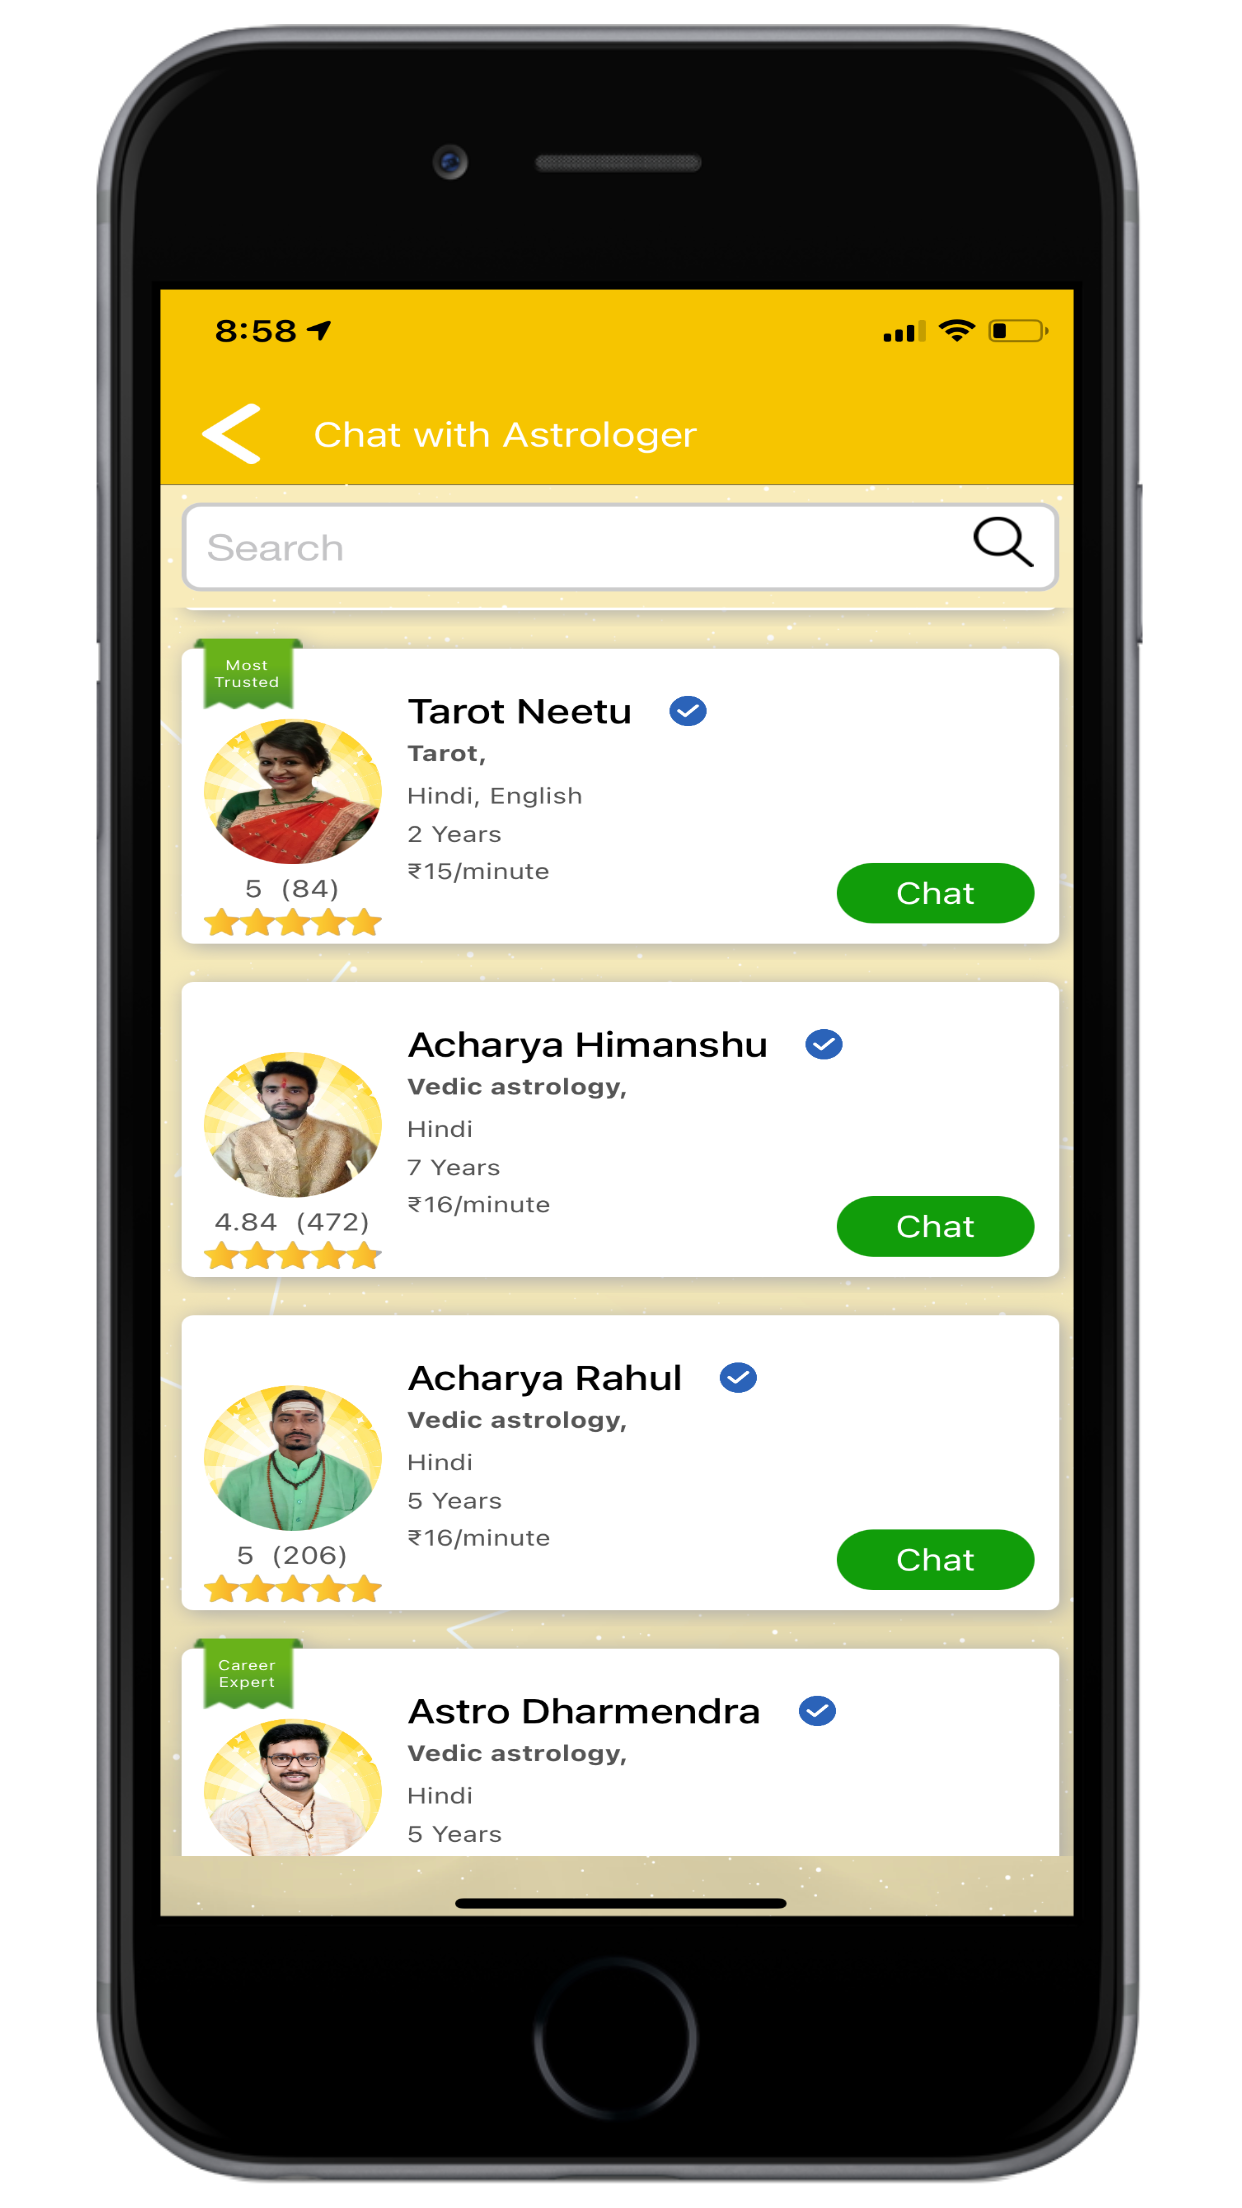 8:58
Chat with Astrologer
Search
Most
Trusted
Tarot Neetu
Tarot,
Hindi, English
2 Years
₹15/minute
5 (84)
Chat
Acharya Himanshu
Vedic astrology,
Hindi
7 Years
₹16/minute
4.84 (472)
Chat
Acharya Rahul
Vedic astrology,
Hindi
5 Years
₹16/minute
5 (206)
Chat
Career
Expert
Astro Dharmendra
Vedic astrology,
Hindi
5 Years